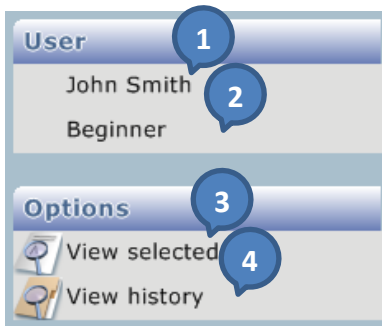 User
1
John Smith
2
Beginner
Options
3
View selected
4
View history